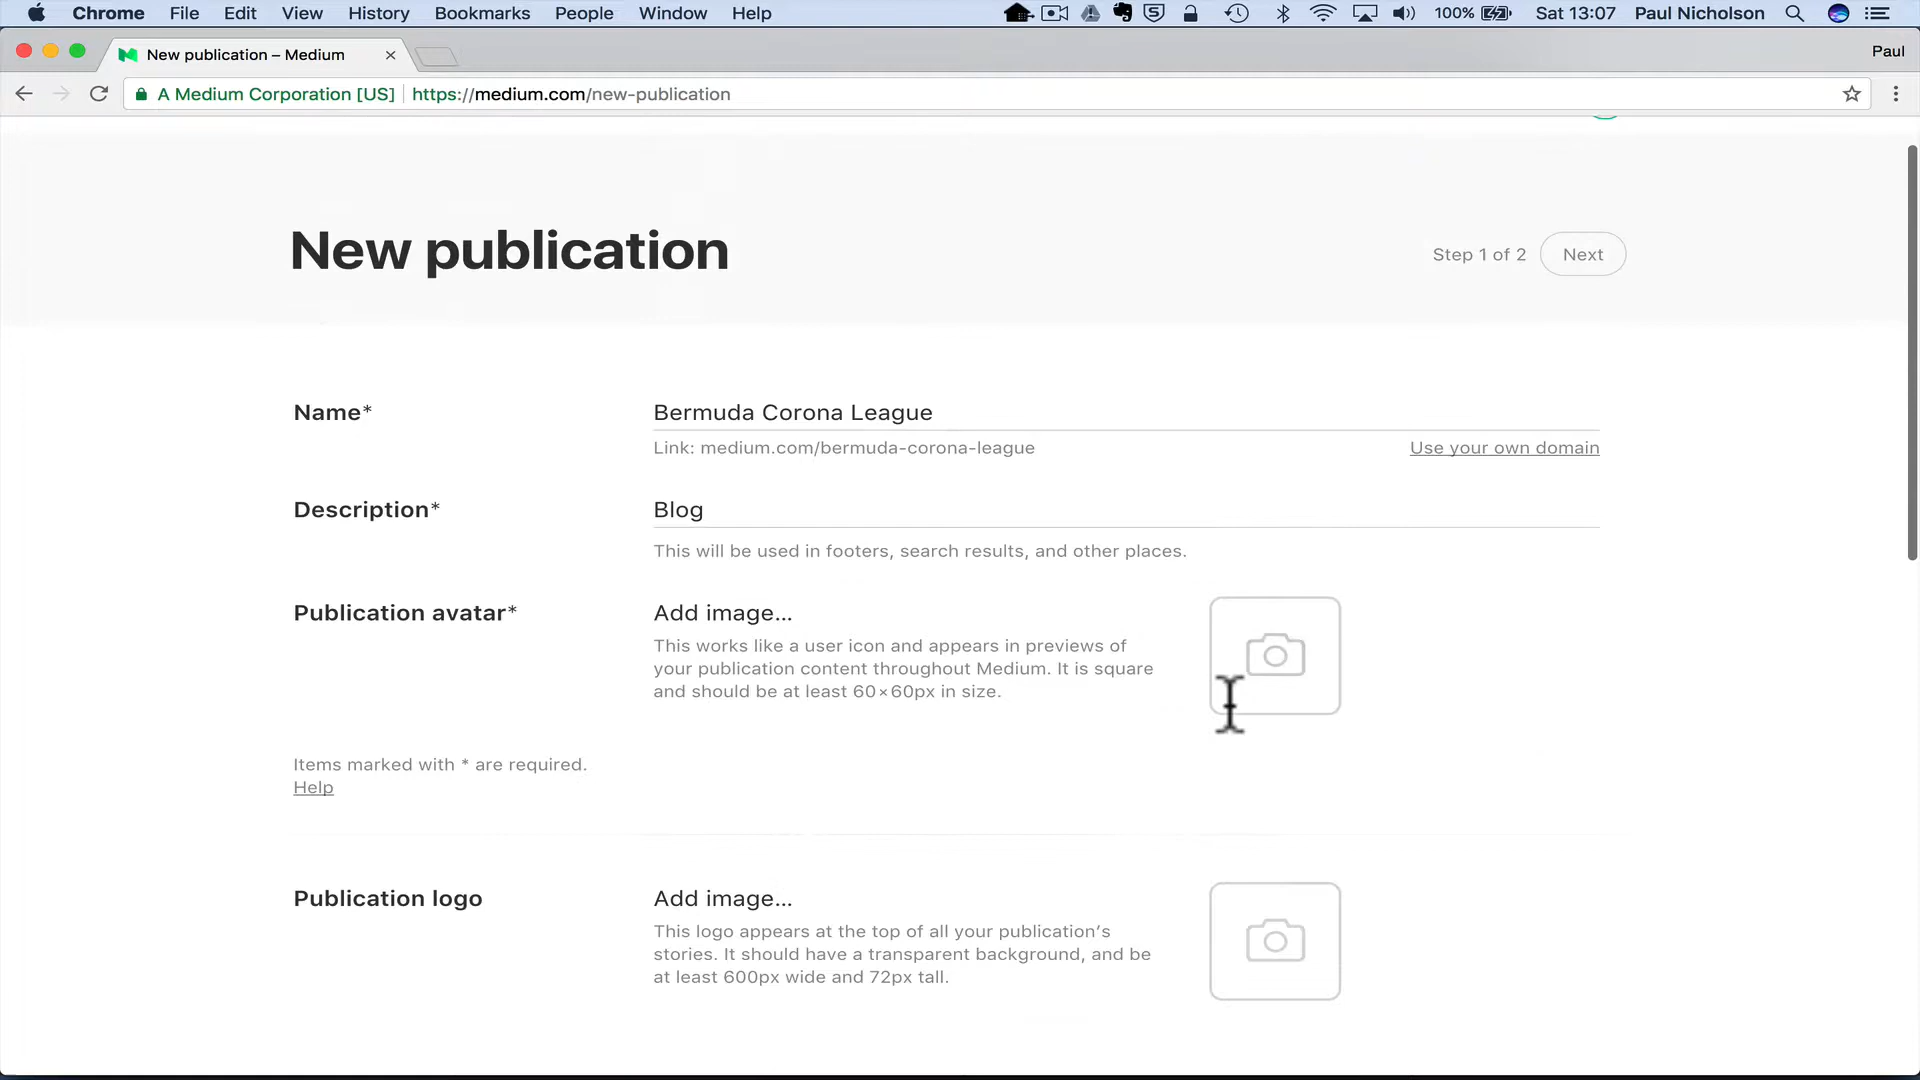 Chrome File Edit View History Bookmarks People Window Help 100% Sat 13:07 Paul Nicholson
New publication – Medium
Paul
A Medium Corporation [US] https://medium.com/new-publication
New publication
Step 1 of 2 Next
Name* Bermuda Corona League
Link: medium.com/bermuda-corona-league Use your own domain
Description* Blog
This will be used in footers, search results, and other places.
Publication avatar* Add image...
This works like a user icon and appears in previews of
your publication content throughout Medium. It is square
and should be at least 60×60px in size.
Items marked with * are required.
Help
Publication logo Add image...
This logo appears at the top of all your publication's
stories. It should have a transparent background, and be
at least 600px wide and 72px tall.